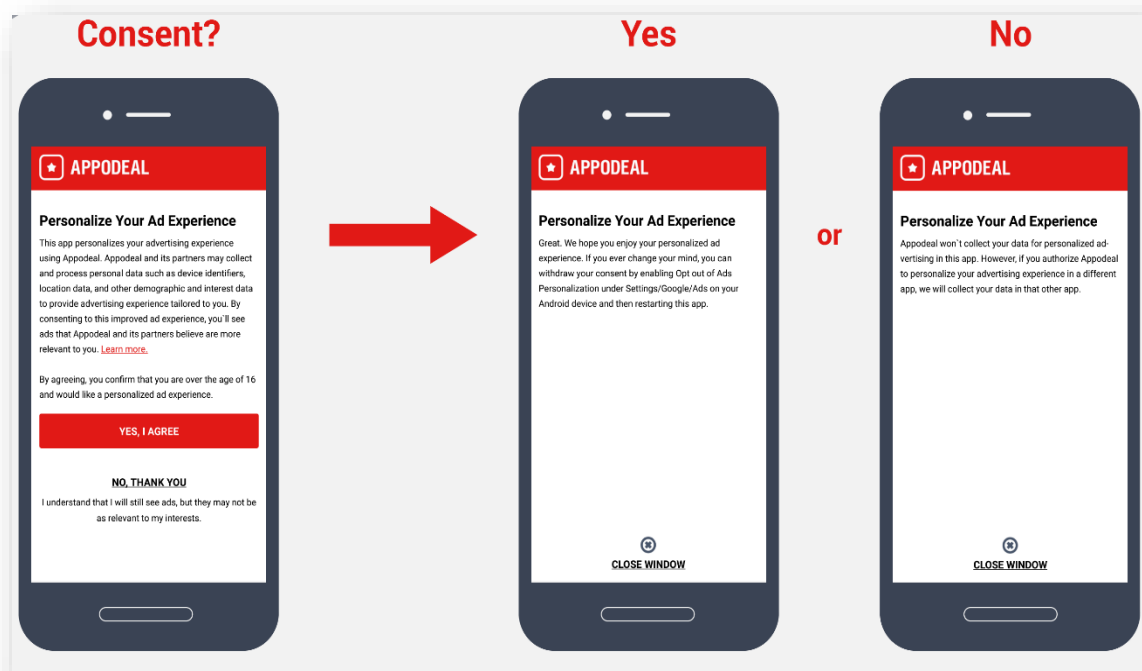 Consent?
Yes
No
APPODEAL
Personalize Your Ad Experience
This app personalizes your advertising experience
using Appodeal. Appodeal and its partners may collect
and process personal data such as device identifiers,
location data, and other demographic and interest data
to provide advertising experience tailored to you. By
consenting to this improved ad experience, you`ll see
ads that Appodeal and its partners believe are more
relevant to you. Learn more.
By agreeing, you confirm that you are over the age of 16
and would like a personalized ad experience.
YES, I AGREE
NO, THANK YOU
I understand that I will still see ads, but they may not be
as relevant to my interests.
APPODEAL
Personalize Your Ad Experience
Great. We hope you enjoy your personalized ad
experience. If you ever change your mind, you can
withdraw your consent by enabling Opt out of Ads
Personalization under Settings/Google/Ads on your
Android device and then restarting this app.
CLOSE WINDOW
or
APPODEAL
Personalize Your Ad Experience
Appodeal won`t collect your data for personalized ad-
vertising in this app. However, if you authorize Appodeal
to personalize your advertising experience in a different
app, we will collect your data in that other app.
CLOSE WINDOW